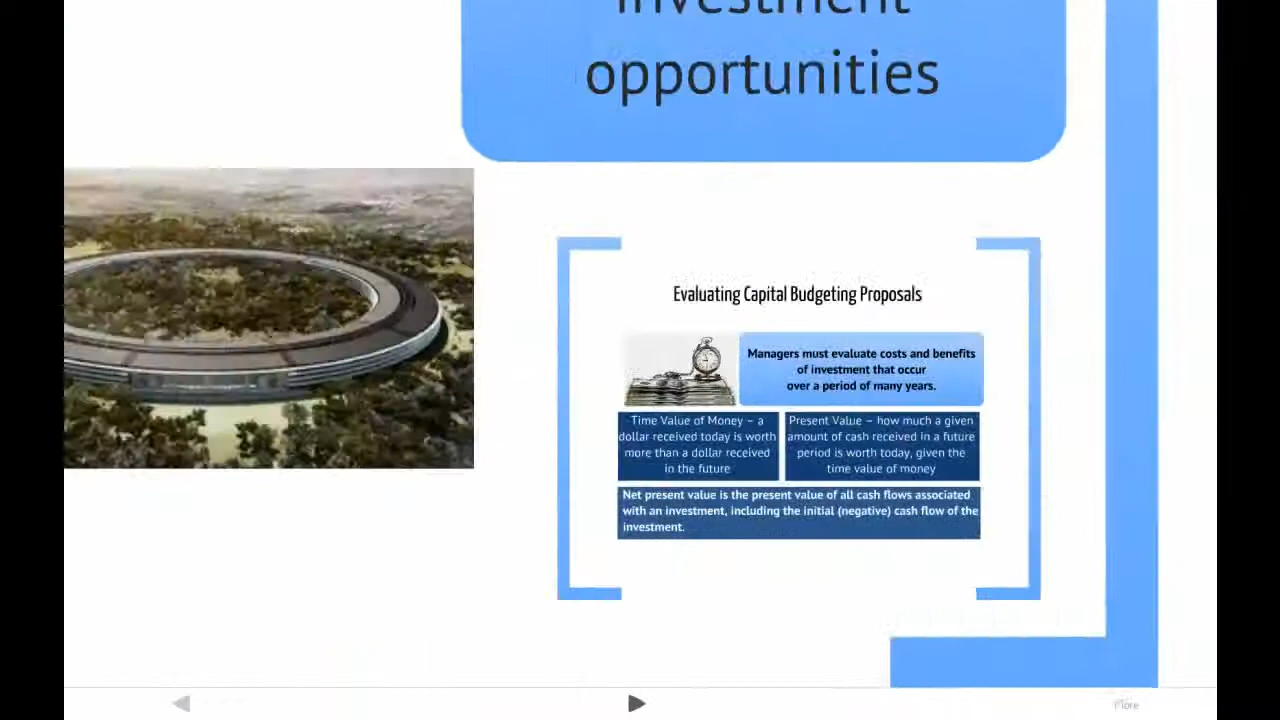 investment
opportunities
Evaluating Capital Budgeting Proposals
Managers must evaluate costs and benefits
of investment that occur
over a period of many years.
Time Value of Money – a
dollar received today is worth
more than a dollar received
in the future
Present Value – how much a given
amount of cash received in a future
period is worth today, given the
time value of money
Net present value is the present value of all cash flows associated
with an investment, including the initial (negative) cash flow of the
investment.
More